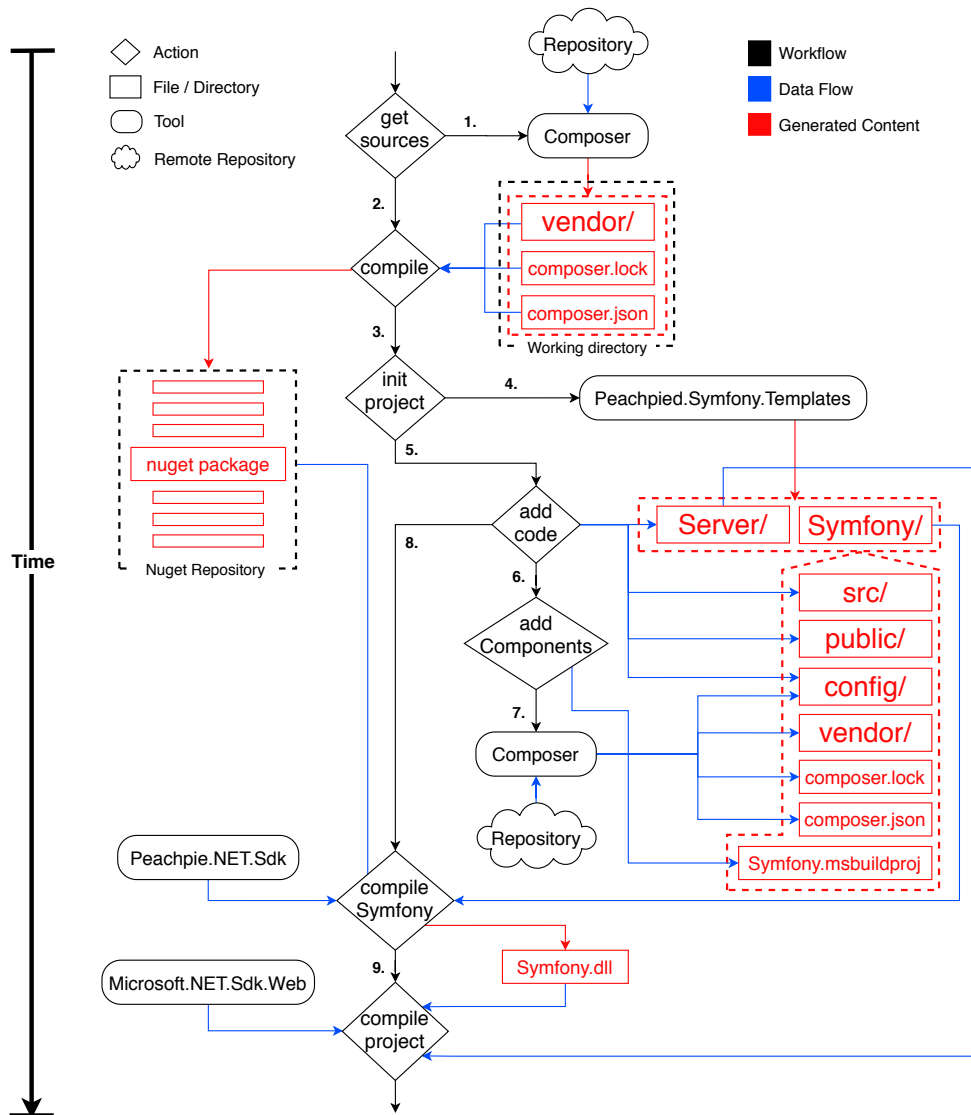 Action
File / Directory
Tool
Remote Repository
Repository
Workflow
Data Flow
Generated Content
get
sources
1.
Composer
2.
vendor/
compile
composer.lock
composer.json
3.
Working directory
init
project
4.
Peachpied.Symfony.Templates
5.
nuget package
add
code
Server/
Symfony/
8.
Time
Nuget Repository
6.
src/
add
Components
public/
config/
7.
vendor/
Composer
composer.lock
Repository
composer.json
Peachpie.NET.Sdk
Symfony.msbuildproj
compile
Symfony
9.
Symfony.dll
Microsoft.NET.Sdk.Web
compile
project